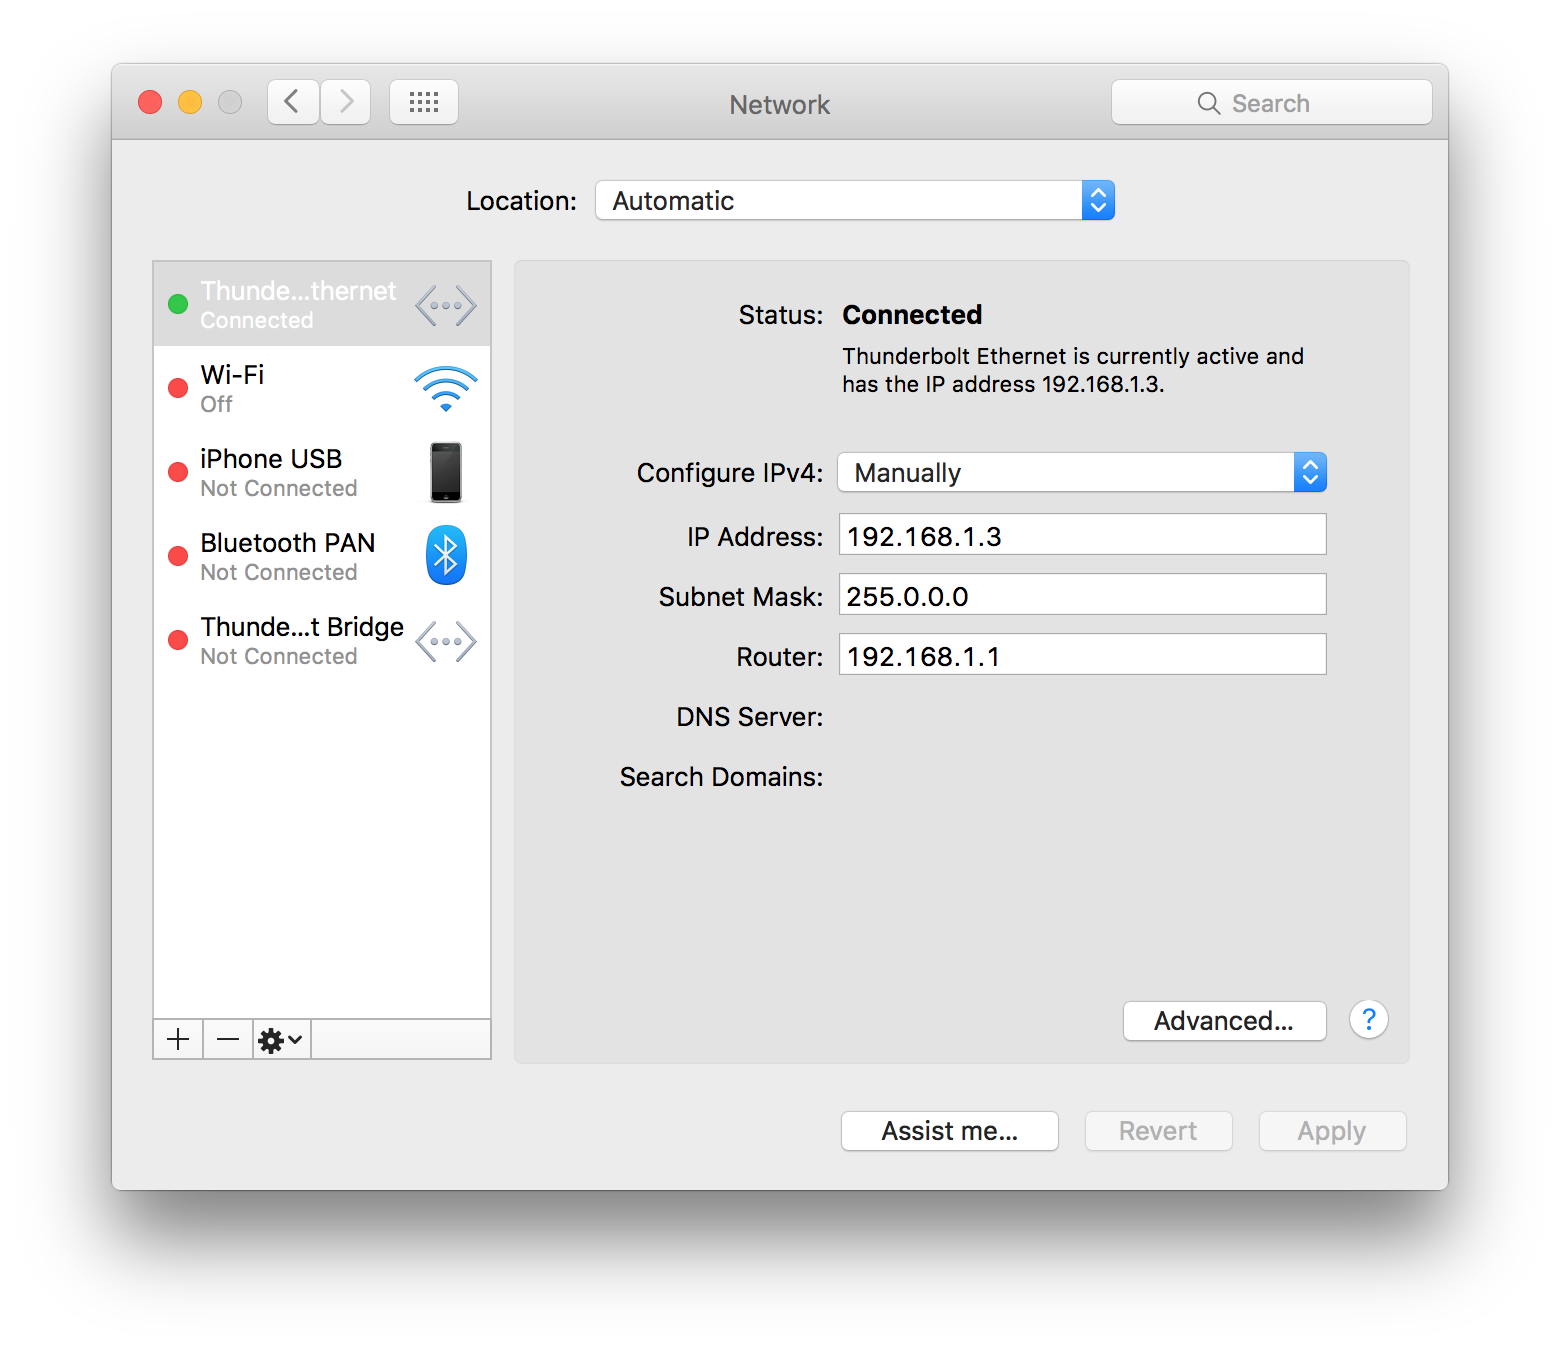 Network
Search
Location: Automatic
Thunde...thernet
Connected
Wi-Fi
Off
iPhone USB
Not Connected
Bluetooth PAN
Not Connected
Thunde...t Bridge
Not Connected
Status: Connected
Thunderbolt Ethernet is currently active and
has the IP address 192.168.1.3.
Configure IPv4: Manually
IP Address: 192.168.1.3
Subnet Mask: 255.0.0.0
Router: 192.168.1.1
DNS Server:
Search Domains:
Advanced...
?
Assist me...
Revert
Apply